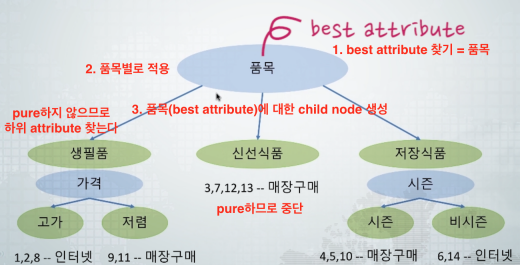 best attribute
1. best attribute 찾기 = 품목
2. 품목별로 적용
품목
pure하지 않으므로
하위 attribute 찾는다
3. 품목(best attribute)에 대한 child node 생성
생필품
신선식품
저장식품
가격
3,7,12,13 -- 매장구매
시즌
pure하므로 중단
고가
저렴
시즌
비시즌
1,2,8 -- 인터넷
9,11 -- 매장구매
4,5,10 -- 매장구매
6,14 -- 인터넷